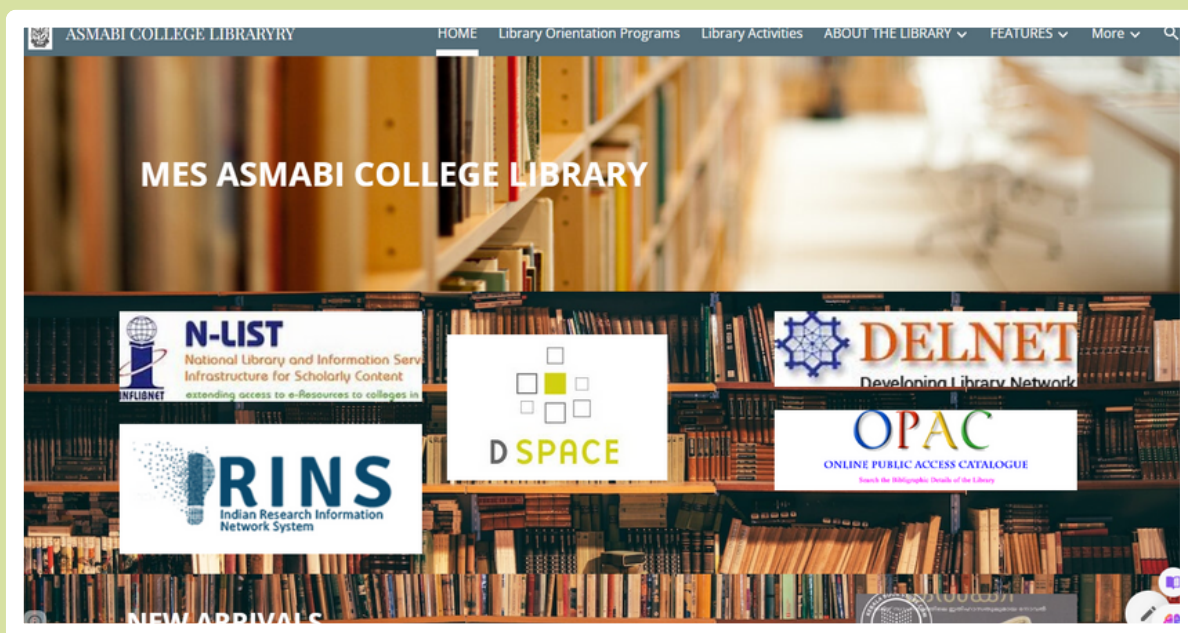 ASMABI COLLEGE LIBRARYRY
HOME Library Orientation Programs Library Activities ABOUT THE LIBRARY FEATURES More
MES ASMABI COLLEGE LIBRARY
N-LIST
National Library and Information Serv
Infrastructure for Scholarly Content
extending access to e-Resources to colleges in
INFLIBNET
IRINS
Indian Research Information
Network System
D SPACE
DELNET
Developing Library Network
OPAC
ONLINE PUBLIC ACCESS CATALOGUE
Search the Bibligraphic Details of the Library
NEW ARRIVALS